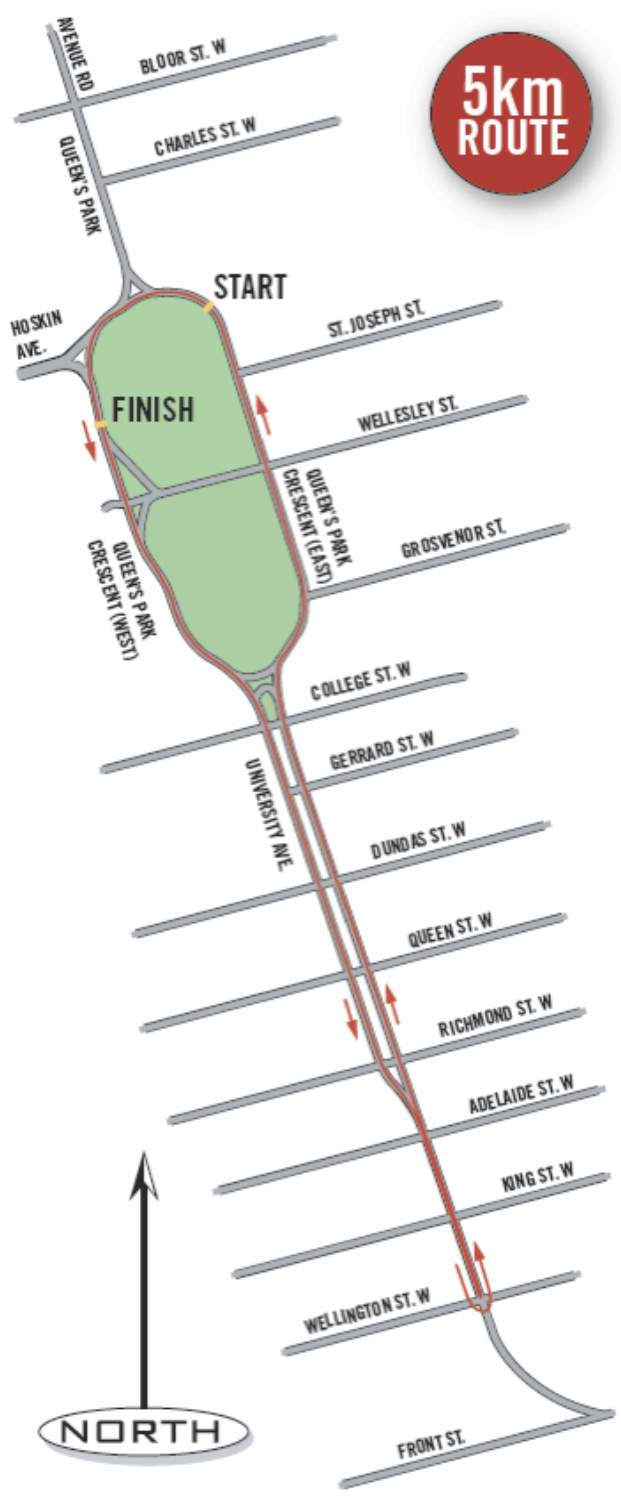 AVENUE RD
BLOOR ST. W
5km
ROUTE
CHARLES ST. W
QUEEN'S PARK
START
HOSKIN
AVE.
ST. JOSEPH ST.
FINISH
WELLESLEY ST.
QUEEN'S PARK
CRESCENT (EAST)
GROSVENOR ST.
QUEEN'S PARK
CRESCENT (WEST)
COLLEGE ST. W
GERRARD ST. W
UNIVERSITY AVE.
DUNDAS ST. W
QUEEN ST. W
RICHMOND ST. W
ADELAIDE ST. W
KING ST. W
WELLINGTON ST. W
NORTH
FRONT ST.